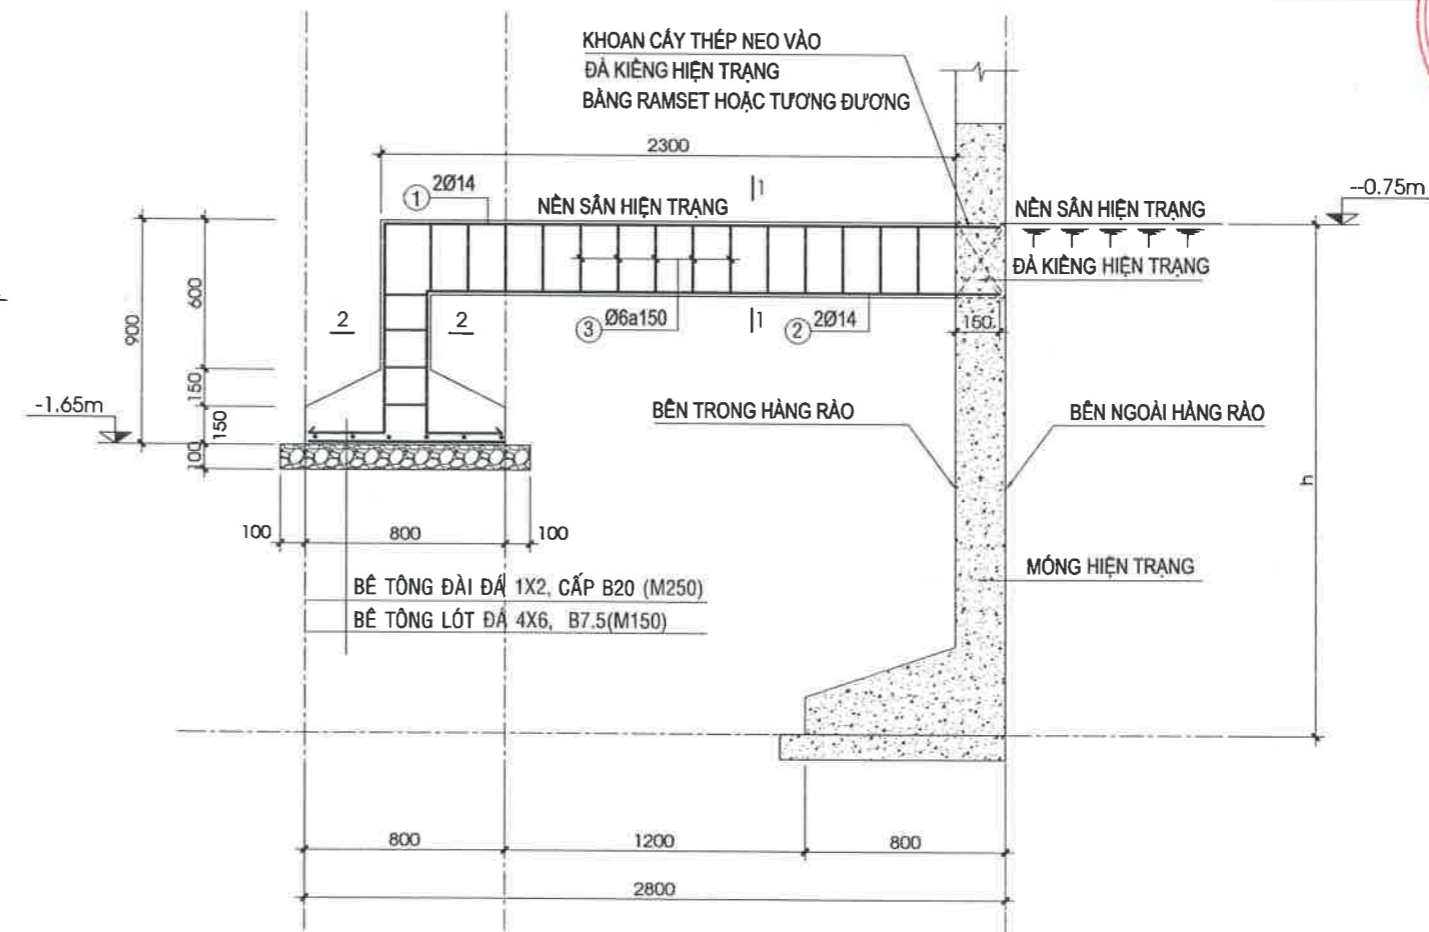 KHOAN CẤY THÉP NEO VÀO
ĐÀ KIỀNG HIỆN TRẠNG
BẰNG RAMSET HOẶC TƯƠNG ĐƯƠNG
2300
1 2Ø14
NỀN SÂN HIỆN TRẠNG
1
NỀN SÂN HIỆN TRẠNG
--0.75m
ĐÀ KIỀNG HIỆN TRẠNG
900
600
150
150
100
2
2
3 Ø6a150
1
2 2Ø14
150
-1.65m
BÊN TRONG HÀNG RÀO
BÊN NGOÀI HÀNG RÀO
h
100
800
100
BÊ TÔNG ĐÀI ĐÁ 1X2, CẤP B20 (M250)
BÊ TÔNG LÓT ĐÁ 4X6, B7.5(M150)
MÓNG HIỆN TRẠNG
800
1200
800
2800